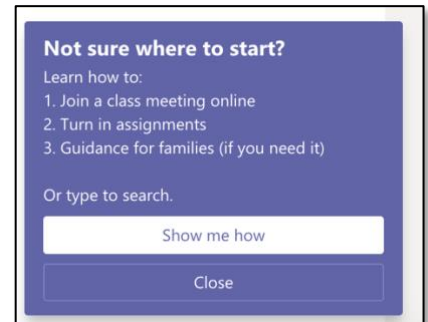 Not sure where to start?
Learn how to:
1. Join a class meeting online
2. Turn in assignments
3. Guidance for families (if you need it)
Or type to search.
Show me how
Close